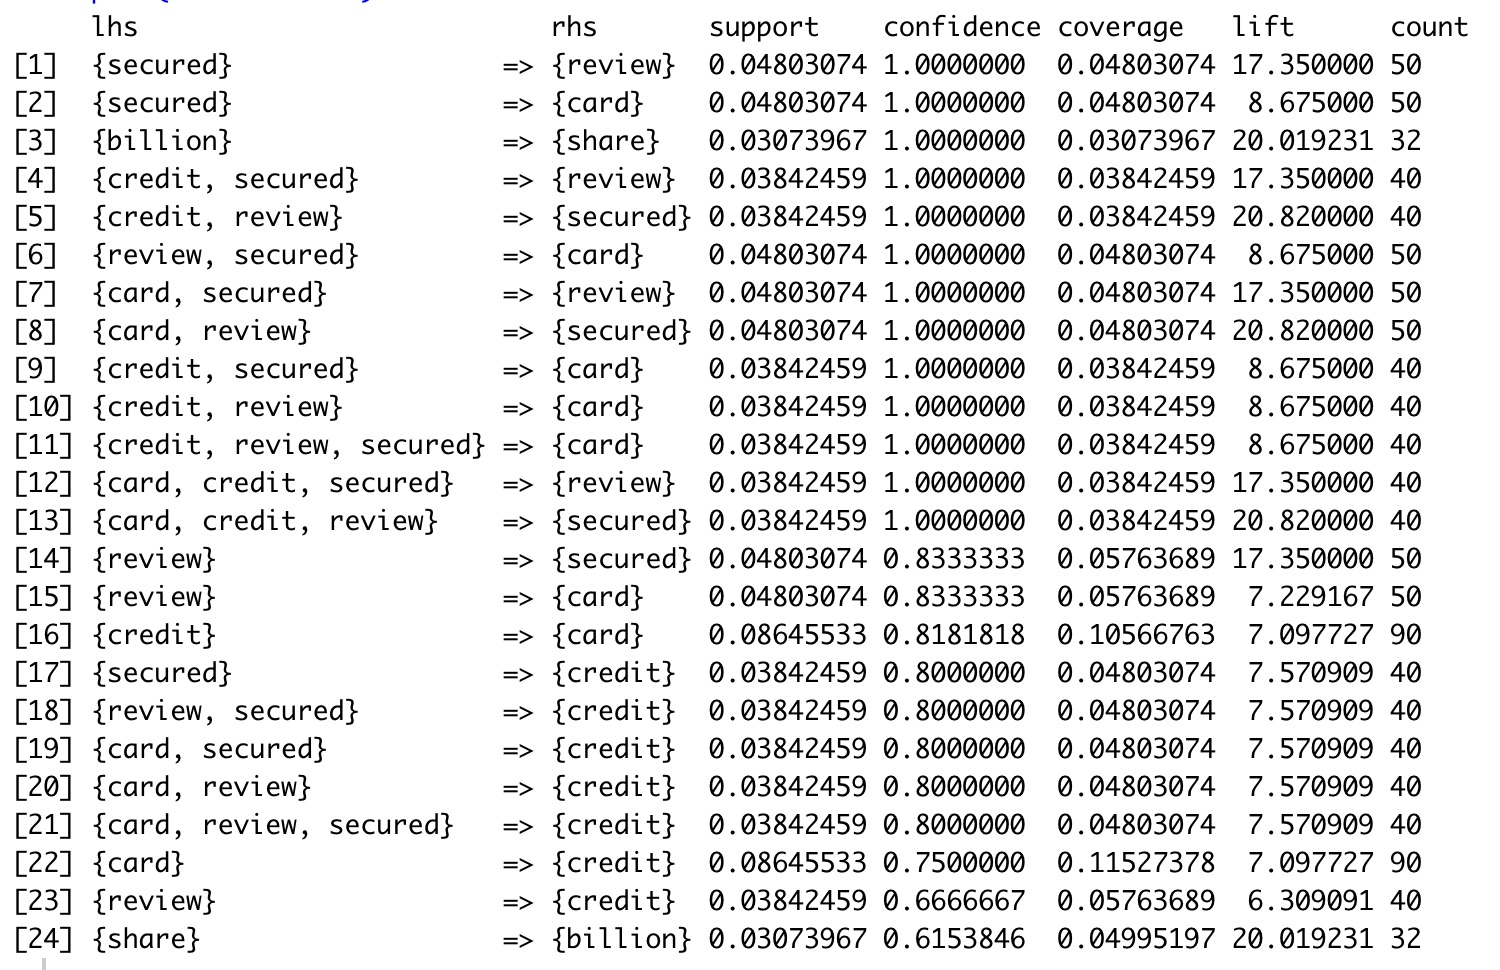 lhs rhs support confidence coverage lift count
[1] {secured} => {review} 0.04803074 1.0000000 0.04803074 17.350000 50
[2] {secured} => {card} 0.04803074 1.0000000 0.04803074 8.675000 50
[3] {billion} => {share} 0.03073967 1.0000000 0.03073967 20.019231 32
[4] {credit, secured} => {review} 0.03842459 1.0000000 0.03842459 17.350000 40
[5] {credit, review} => {secured} 0.03842459 1.0000000 0.03842459 20.820000 40
[6] {review, secured} => {card} 0.04803074 1.0000000 0.04803074 8.675000 50
[7] {card, secured} => {review} 0.04803074 1.0000000 0.04803074 17.350000 50
[8] {card, review} => {secured} 0.04803074 1.0000000 0.04803074 20.820000 50
[9] {credit, secured} => {card} 0.03842459 1.0000000 0.03842459 8.675000 40
[10] {credit, review} => {card} 0.03842459 1.0000000 0.03842459 8.675000 40
[11] {credit, review, secured} => {card} 0.03842459 1.0000000 0.03842459 8.675000 40
[12] {card, credit, secured} => {review} 0.03842459 1.0000000 0.03842459 17.350000 40
[13] {card, credit, review} => {secured} 0.03842459 1.0000000 0.03842459 20.820000 40
[14] {review} => {secured} 0.04803074 0.8333333 0.05763689 17.350000 50
[15] {review} => {card} 0.04803074 0.8333333 0.05763689 7.229167 50
[16] {credit} => {card} 0.08645533 0.8181818 0.10566763 7.097727 90
[17] {secured} => {credit} 0.03842459 0.8000000 0.04803074 7.570909 40
[18] {review, secured} => {credit} 0.03842459 0.8000000 0.04803074 7.570909 40
[19] {card, secured} => {credit} 0.03842459 0.8000000 0.04803074 7.570909 40
[20] {card, review} => {credit} 0.03842459 0.8000000 0.04803074 7.570909 40
[21] {card, review, secured} => {credit} 0.03842459 0.8000000 0.04803074 7.570909 40
[22] {card} => {credit} 0.08645533 0.7500000 0.11527378 7.097727 90
[23] {review} => {credit} 0.03842459 0.6666667 0.05763689 6.309091 40
[24] {share} => {billion} 0.03073967 0.6153846 0.04995197 20.019231 32